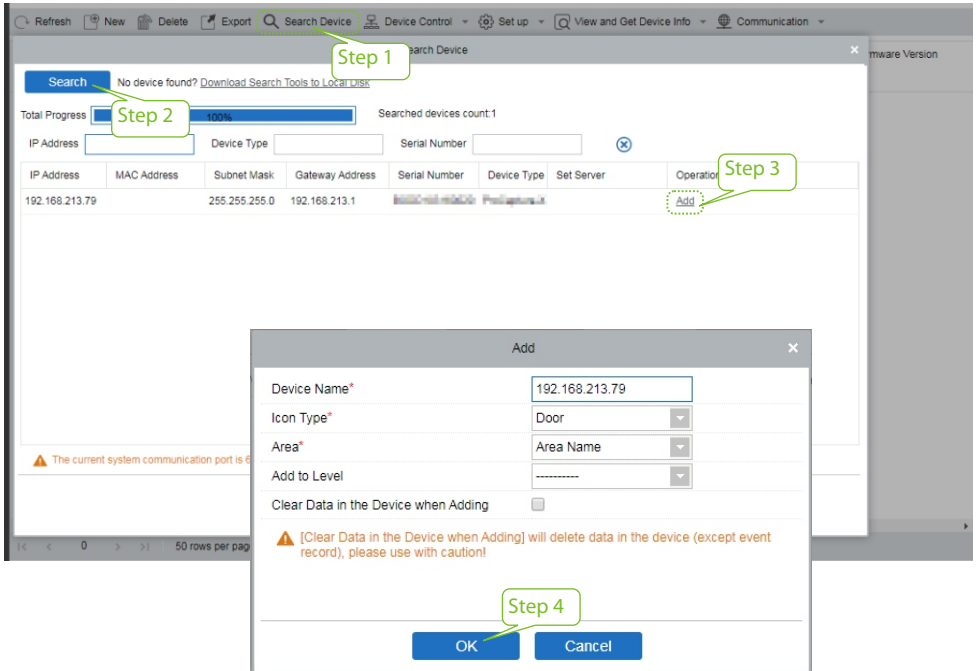 Refresh New Delete Export Search Device Device Control Set up View and Get Device Info Communication
Step 1
earch Device
mware Version
Search No device found? Download Search Tools to Local Disk
Step 2
Total Progress 100% Searched devices count:1
IP Address Device Type Serial Number
Step 3
IP Address MAC Address Subnet Mask Gateway Address Serial Number Device Type Set Server Operation
192.168.213.79 255.255.255.0 192.168.213.1 Add
Add
Device Name* 192.168.213.79
Icon Type* Door
Area* Area Name
The current system communication port is 6
Add to Level ----------
Clear Data in the Device when Adding
[Clear Data in the Device when Adding] will delete data in the device (except event
record), please use with caution!
0 50 rows per pag
Step 4
OK Cancel